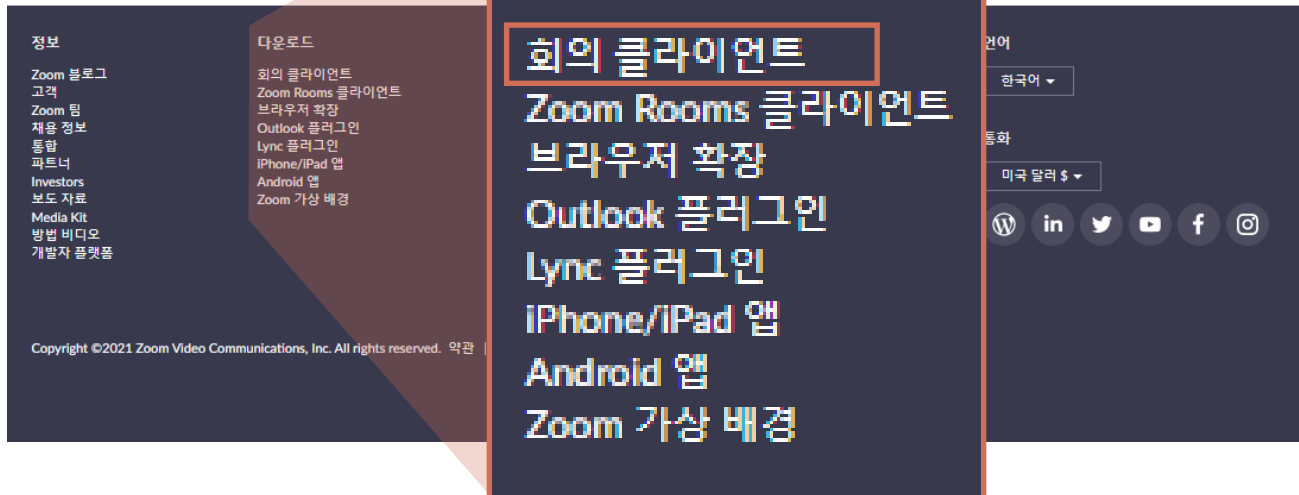 정보
Zoom 블로그
고객
Zoom 팀
채용 정보
통합
파트너
Investors
보도 자료
Media Kit
방법 비디오
개발자 플랫폼
다운로드
회의 클라이언트
Zoom Rooms 클라이언트
브라우저 확장
Outlook 플러그인
Lync 플러그인
iPhone/iPad 앱
Android 앱
Zoom 가상 배경
회의 클라이언트
Zoom Rooms 클라이언트
브라우저 확장
Outlook 플러그인
Lync 플러그인
iPhone/iPad 앱
Android 앱
Zoom 가상 배경
언어
한국어
통화
미국 달러 $
in
f
Copyright ©2021 Zoom Video Communications, Inc. All rights reserved. 약관 |